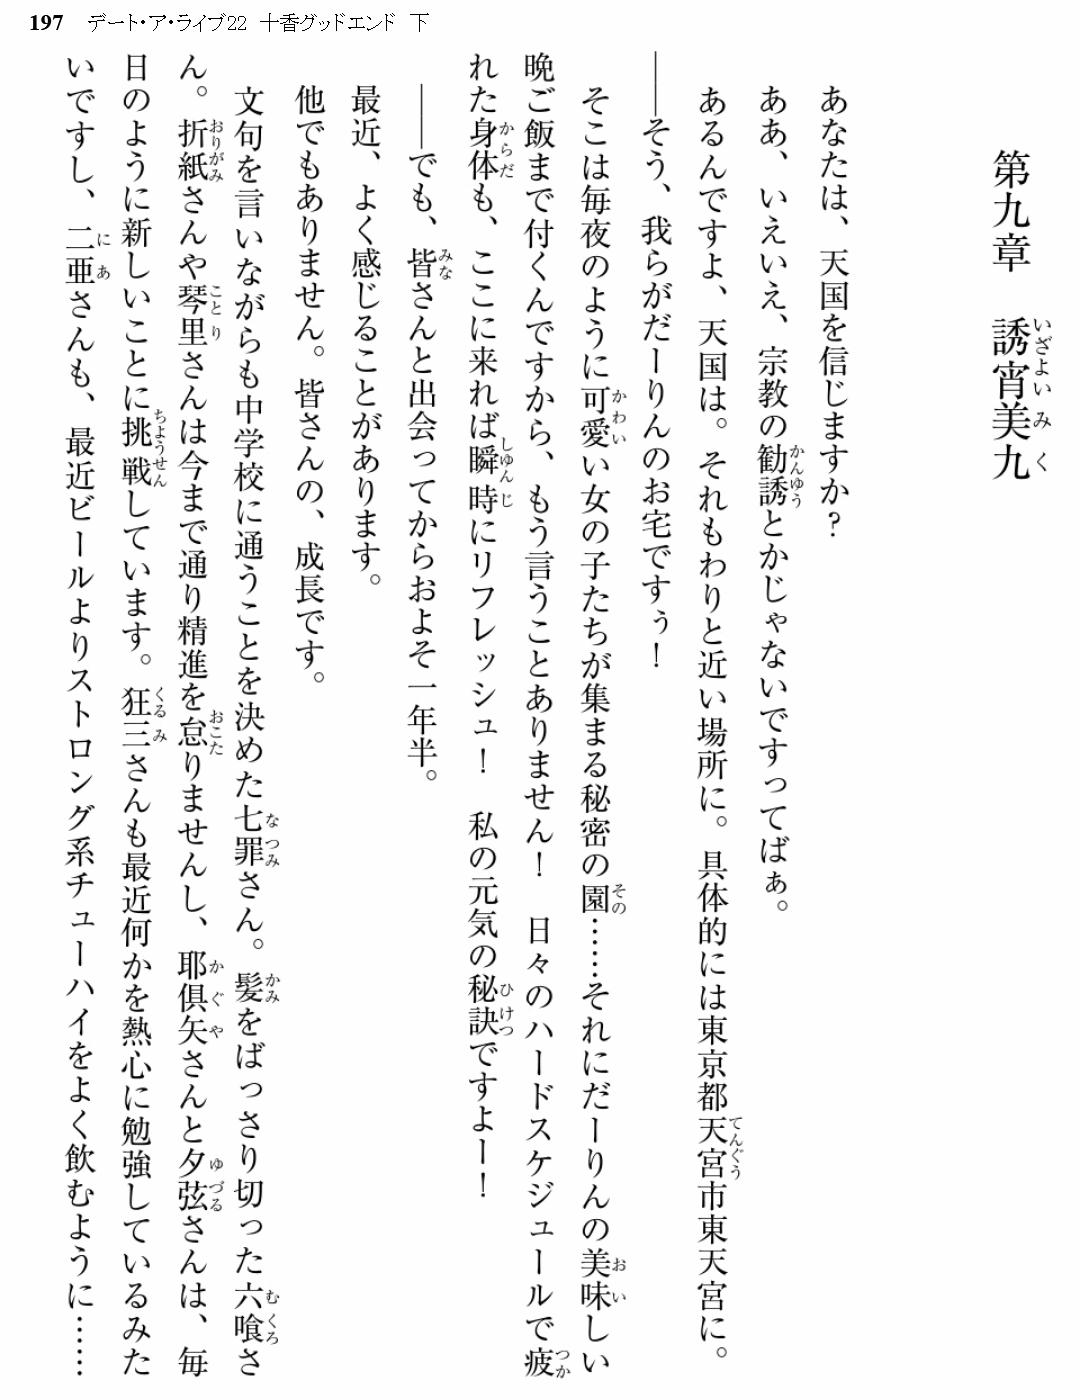 197 デート・ア・ライブ22 十香グッドエンド 下
第九章 誘宵美九
あなたは、天国を信じますか？
ああ、いえいえ、宗教の勧誘とかじゃないですってばぁ。
あるんですよ、天国は。それもわりと近い場所に。具体的には東京都天宮市東天宮に。
――そう、我らがだーりんのお宅ですぅ！
そこは毎夜のように可愛い女の子たちが集まる秘密の園……それにだーりんの美味しい
晩ご飯まで付くんですから、もう言うことありません！　日々のハードスケジュールで疲
れた身体も、ここに来れば瞬時にリフレッシュ！　私の元気の秘訣ですよー！
――でも、皆さんと出会ってからおよそ一年半。
最近、よく感じることがあります。
他でもありません。皆さんの、成長です。
文句を言いながらも中学校に通うことを決めた七罪さん。髪をばっさり切った六喰さ
ん。折紙さんや琴里さんは今まで通り精進を怠りませんし、耶倶矢さんと夕弦さんは、毎
日のように新しいことに挑戦しています。狂三さんも最近何かを熱心に勉強しているみた
いですし、二亜さんも、最近ビールよりストロング系チューハイをよく飲むように……